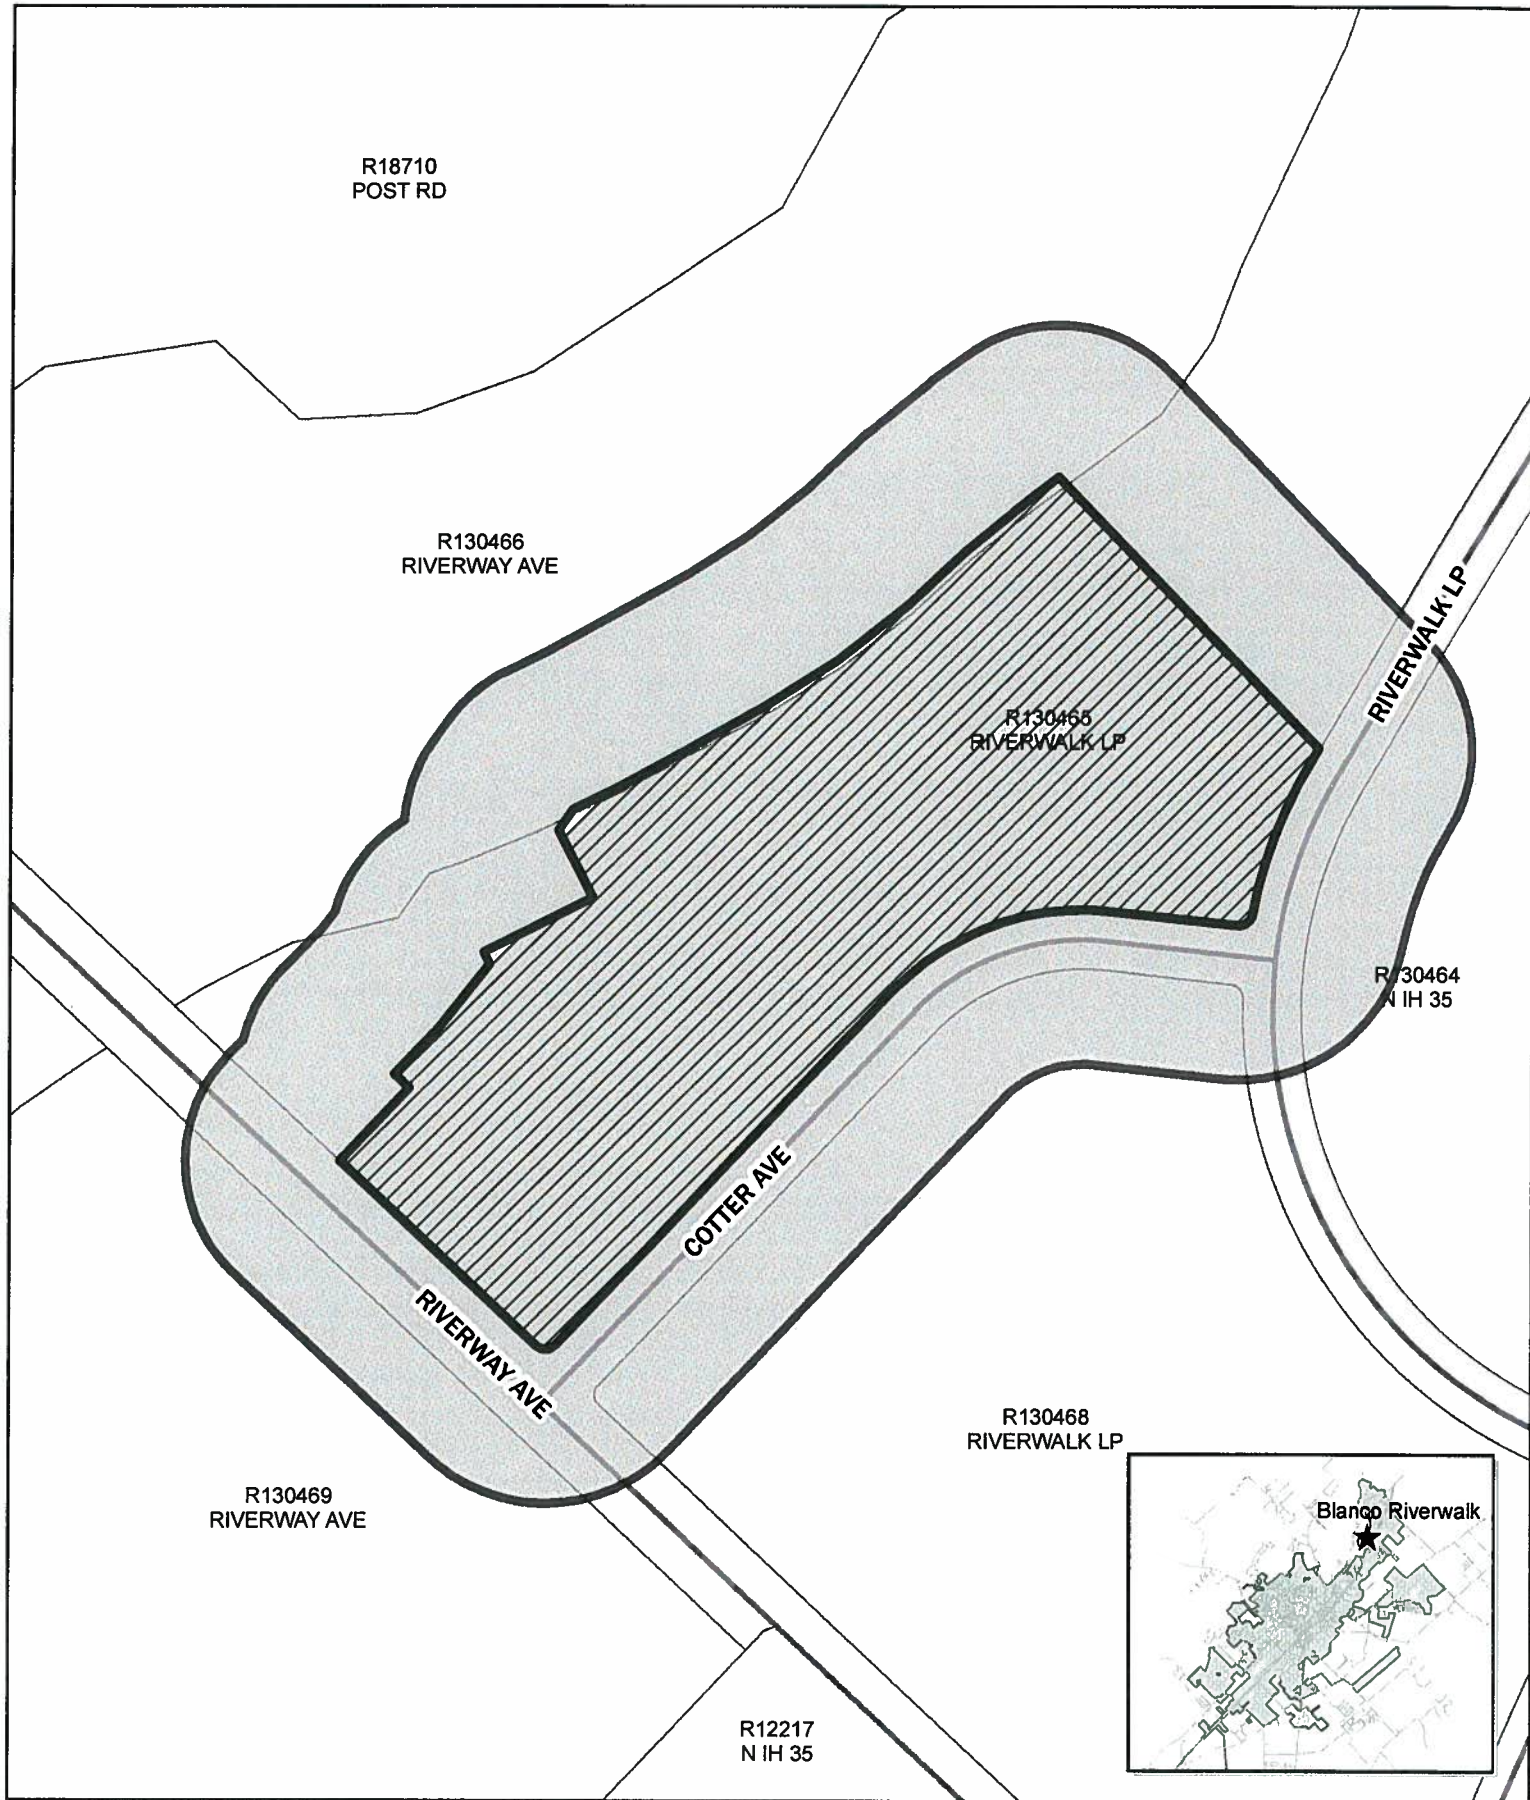 R18710
POST RD
R130466
RIVERWAY AVE
RIVERWALK LP
R130465
RIVERWALK LP
R130464
N IH 35
COTTER AVE
RIVERWAY AVE
R130468
RIVERWALK LP
R130469
RIVERWAY AVE
Blanco Riverwalk
R12217
N IH 35